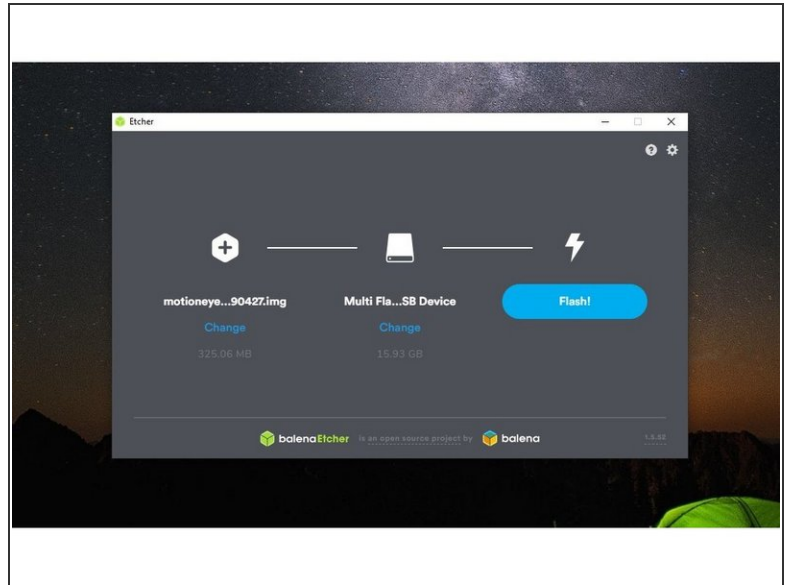 Etcher
motioneye...90427.img
Multi Fla...SB Device
Flash!
Change
Change
325.06 MB
15.93 GB
balenaEtcher is an open source project by balena
1.5.52